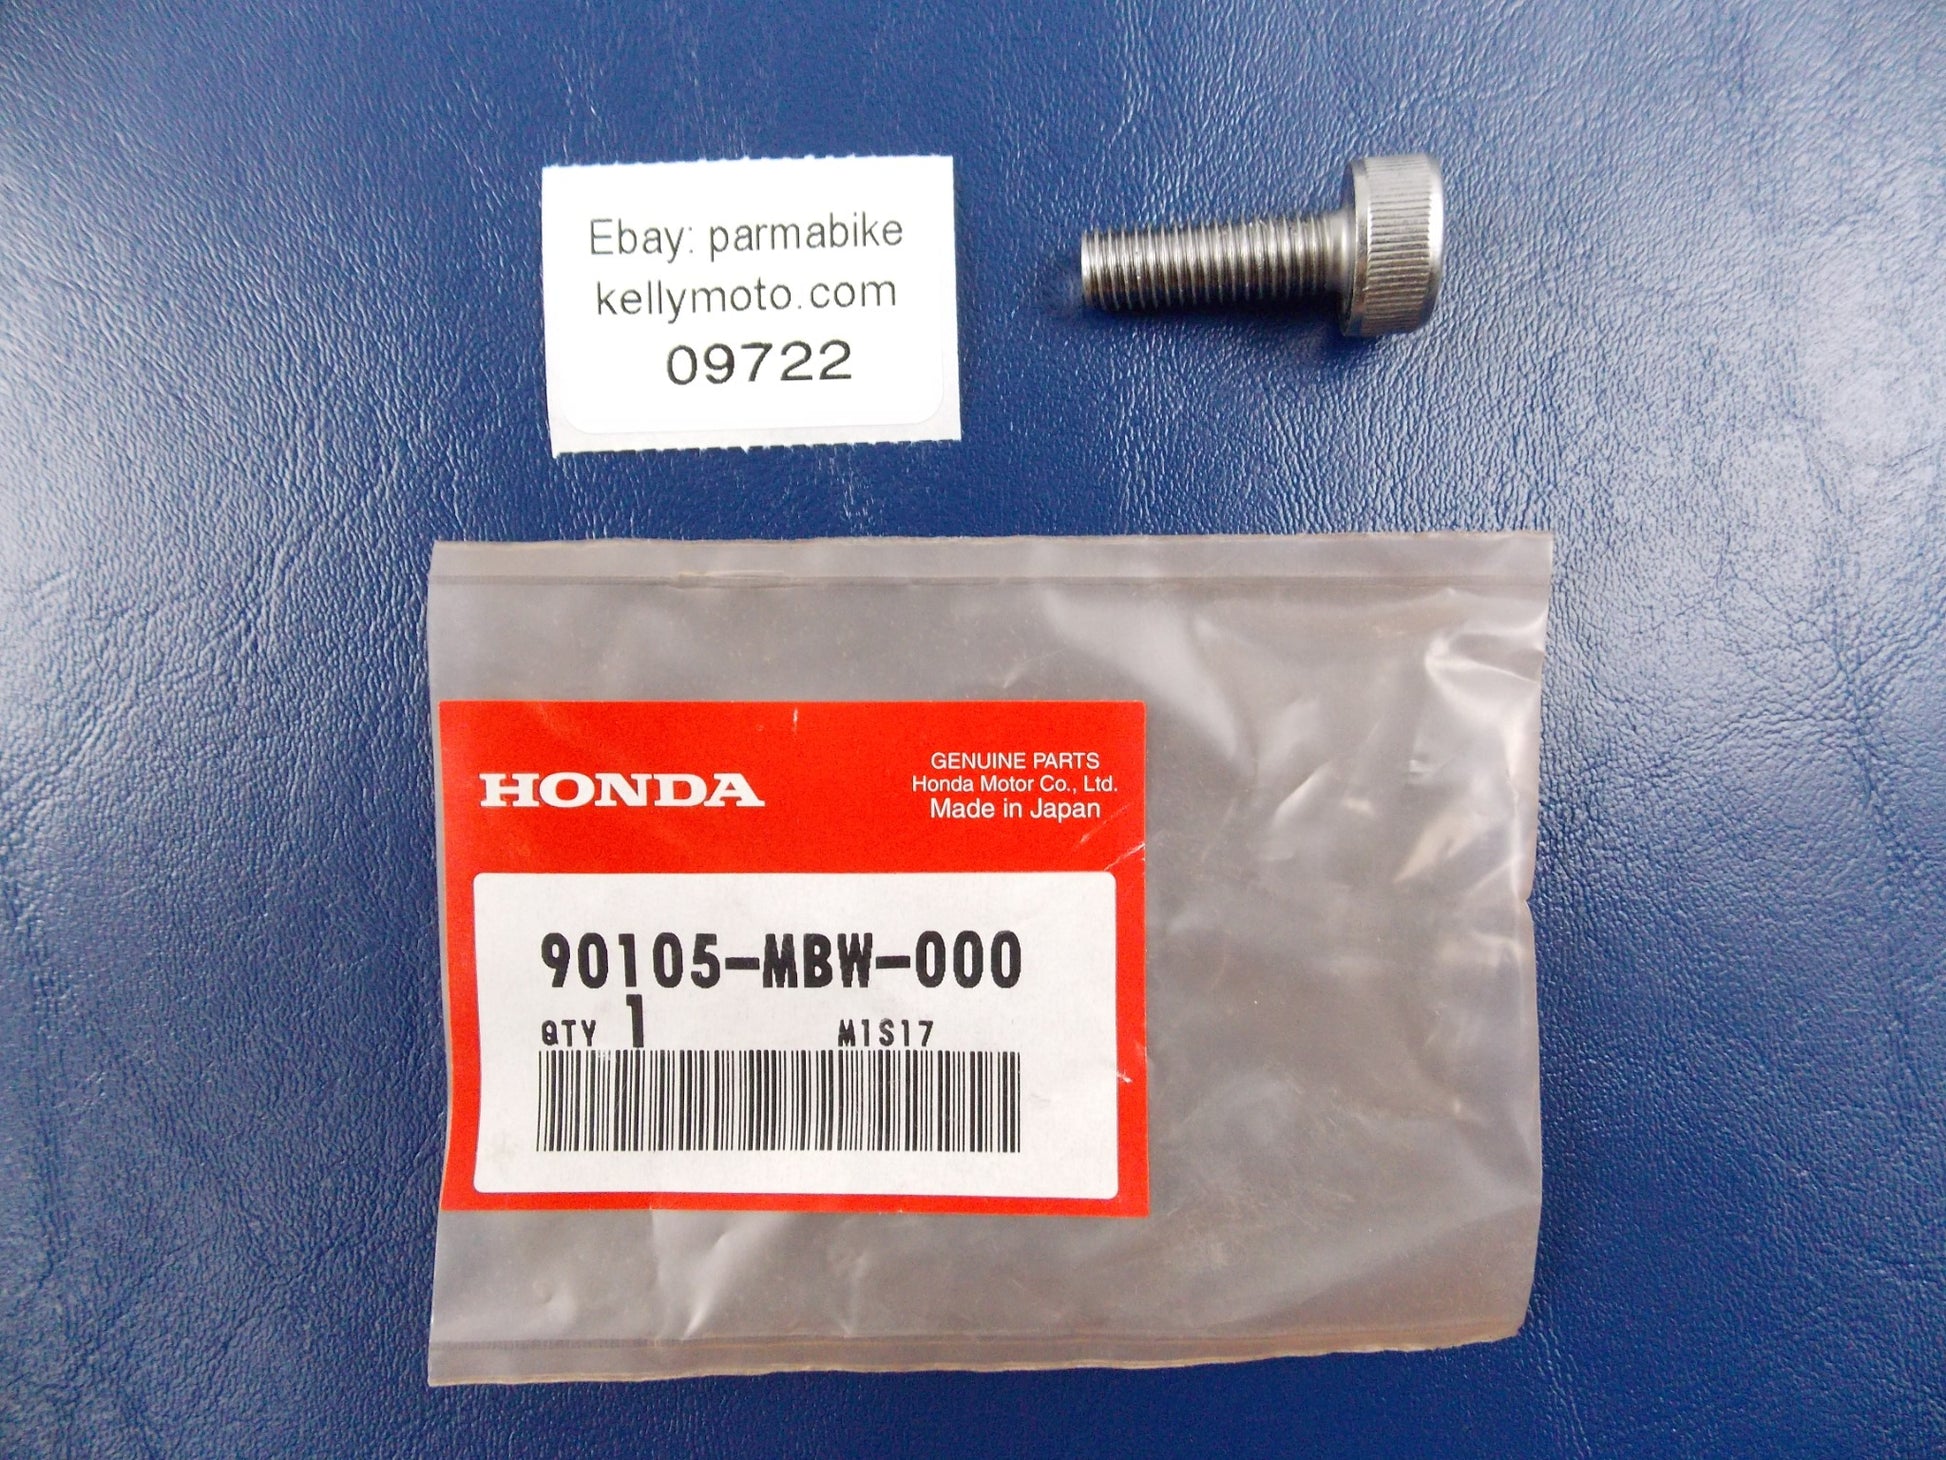 Ebay: parmabike
kellymoto.com
09722
HONDA
GENUINE PARTS
Honda Motor Co., Ltd.
Made in Japan
90105-MBW-000
QTY 1 M1S17